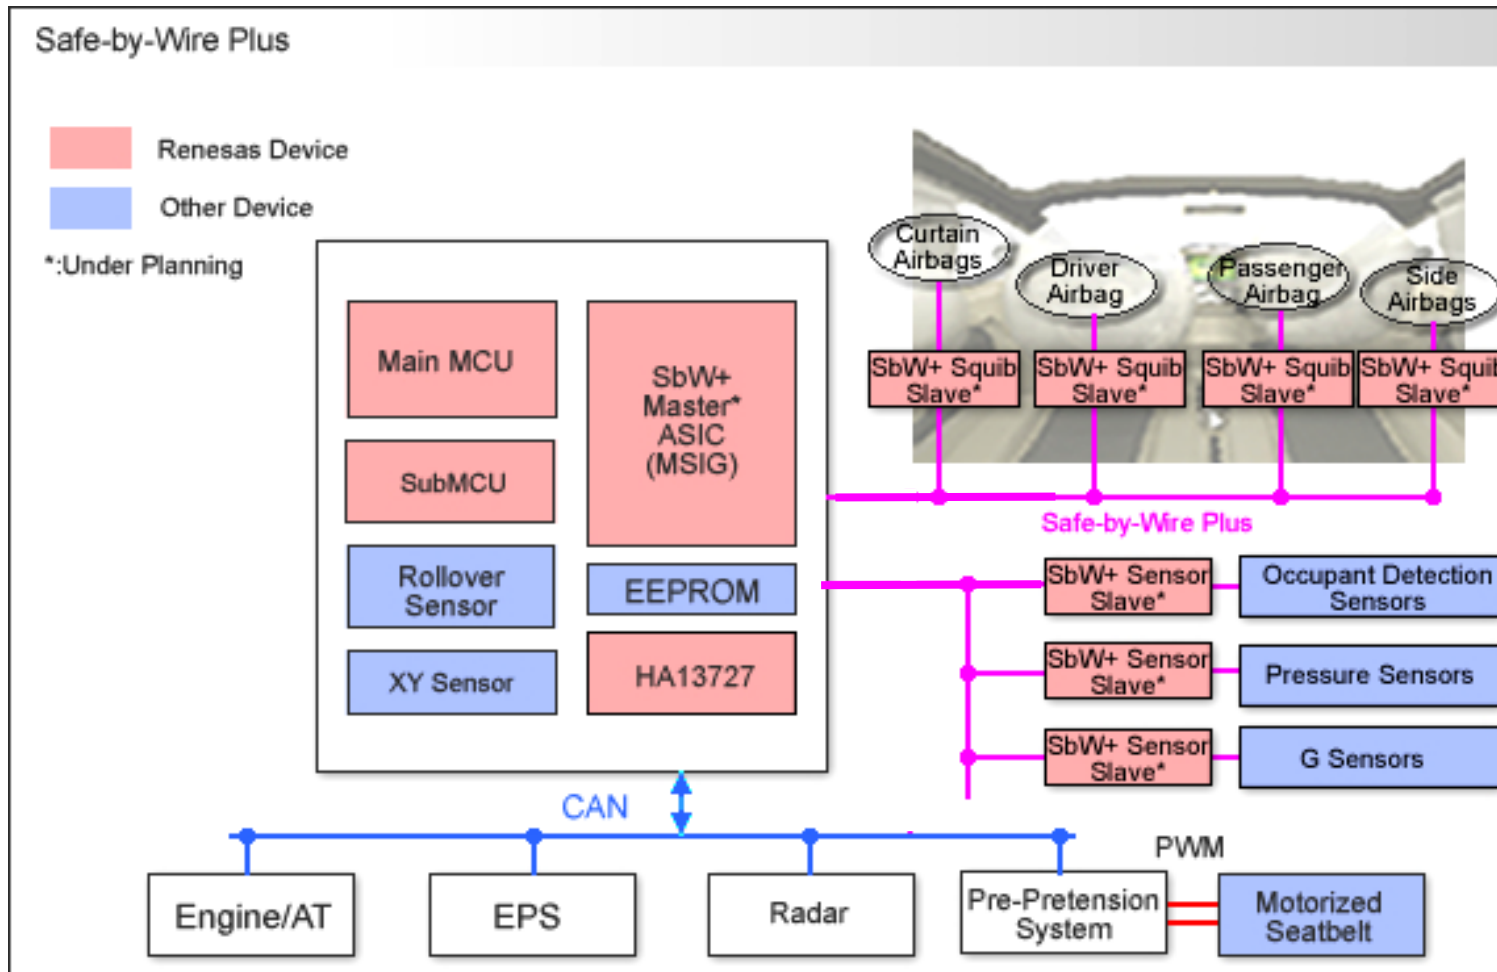 Safe-by-Wire Plus
Renesas Device
Other Device
*:Under Planning
Main MCU
SubMCU
Rollover
Sensor
XY Sensor
SbW+
Master*
ASIC
(MSIG)
EEPROM
HA13727
Curtain
Airbags
Driver
Airbag
Passenger
Airbag
Side
Airbags
SbW+ Squib
Slave*
SbW+ Squib
Slave*
SbW+ Squib
Slave*
SbW+ Squib
Slave*
Safe-by-Wire Plus
SbW+ Sensor
Slave*
Occupant Detection
Sensors
SbW+ Sensor
Slave*
Pressure Sensors
SbW+ Sensor
Slave*
G Sensors
CAN
Engine/AT
EPS
Radar
Pre-Pretension
System
PWM
Motorized
Seatbelt